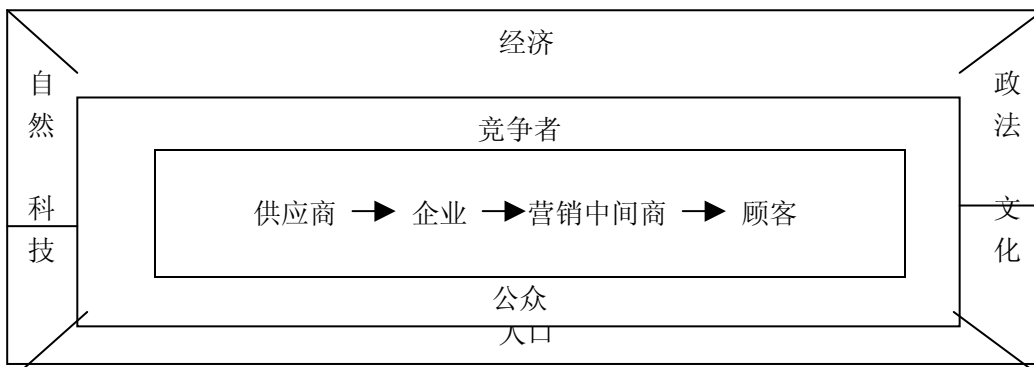 经济
自然
政法
竞争者
科技
供应商 企业 营销中间商 顾客
文化
公众
人口